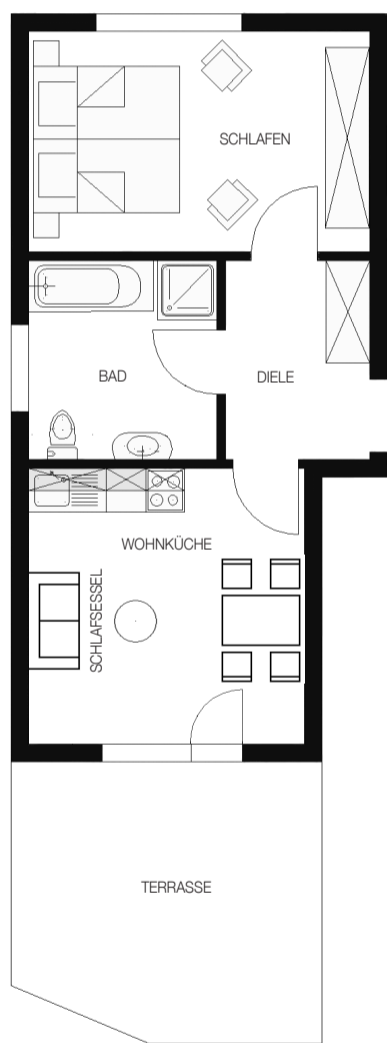 SCHLAFEN
BAD
DIELE
WOHNKÜCHE
SCHLAFSESSEL
TERRASSE